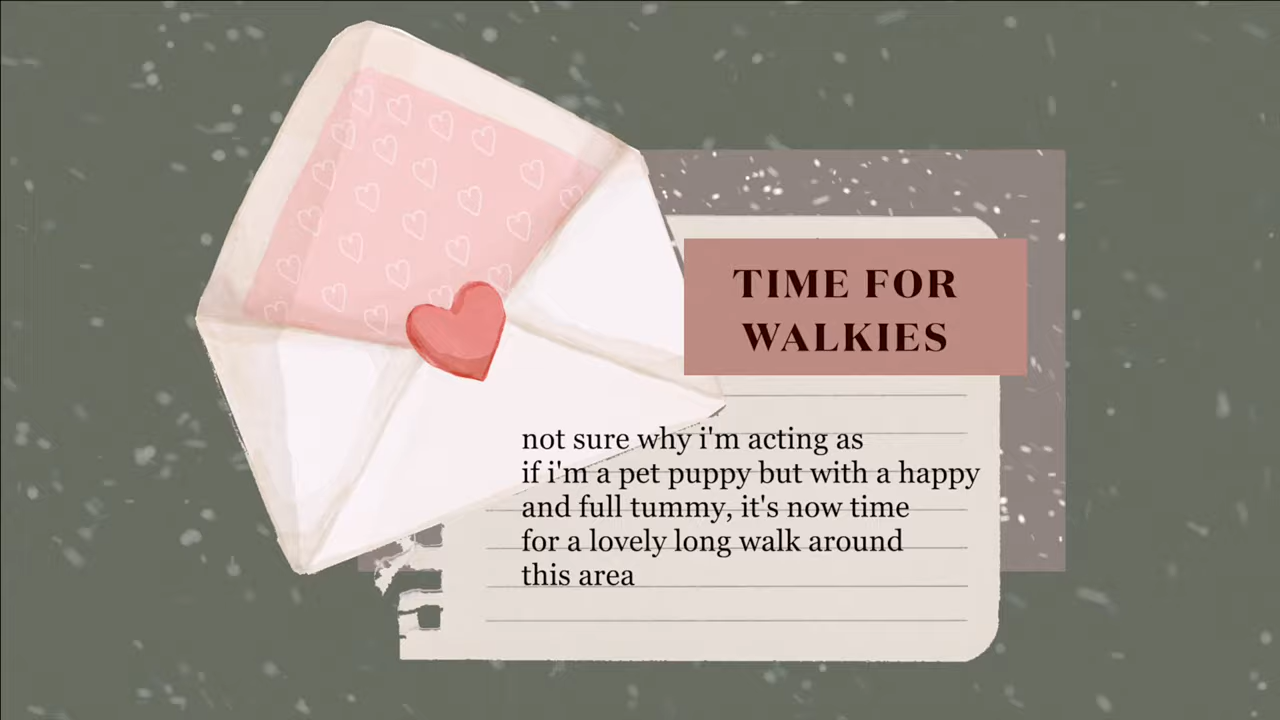 TIME FOR
WALKIES
not sure why i'm acting as
if i'm a pet puppy but with a happy
and full tummy, it's now time
for a lovely long walk around
this area